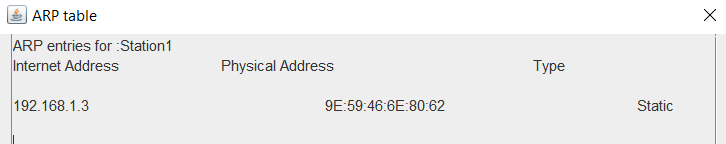 ARP table
ARP entries for :Station1
Internet Address Physical Address Type
192.168.1.3 9E:59:46:6E:80:62 Static